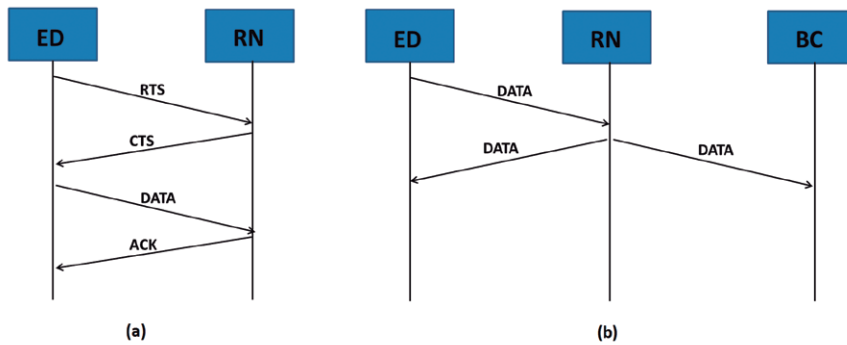 ED RN
RTS
CTS
DATA
ACK
(a)
ED RN BC
DATA
DATA DATA
(b)